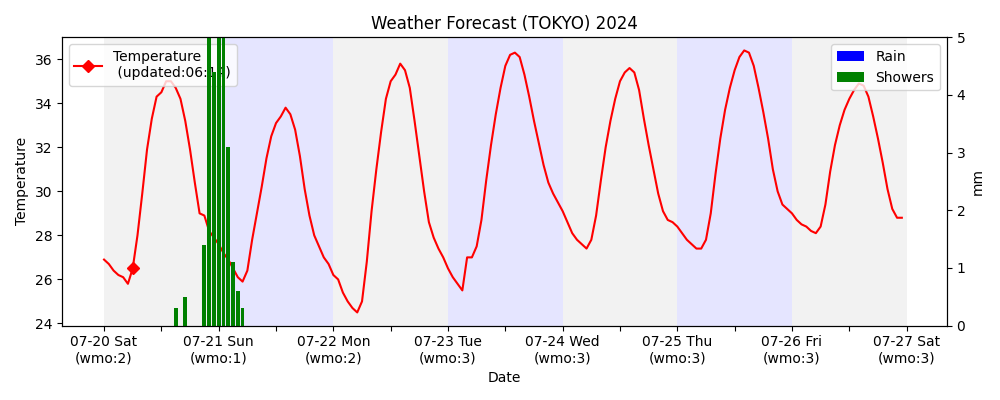 Weather Forecast (TOKYO) 2024
Temperature
(updated:06:
Rain
Showers
Temperature
36
34
32
30
28
26
24
5
4
3
2
1
0
mm
07-20 Sat
(wmo:2)
07-21 Sun
(wmo:1)
07-22 Mon
(wmo:2)
07-23 Tue
(wmo:3)
07-24 Wed
(wmo:3)
07-25 Thu
(wmo:3)
07-26 Fri
(wmo:3)
07-27 Sat
(wmo:3)
Date